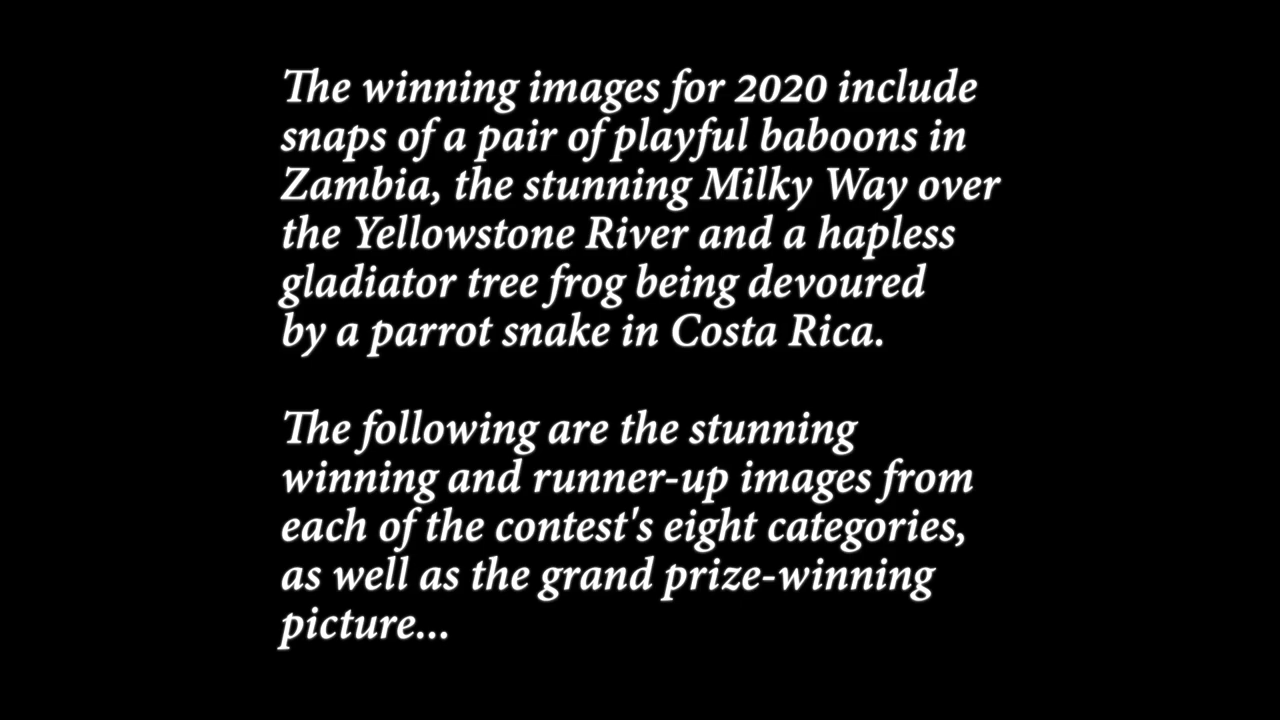 The winning images for 2020 include
snaps of a pair of playful baboons in
Zambia, the stunning Milky Way over
the Yellowstone River and a hapless
gladiator tree frog being devoured
by a parrot snake in Costa Rica.
The following are the stunning
winning and runner-up images from
each of the contest's eight categories,
as well as the grand prize-winning
picture...